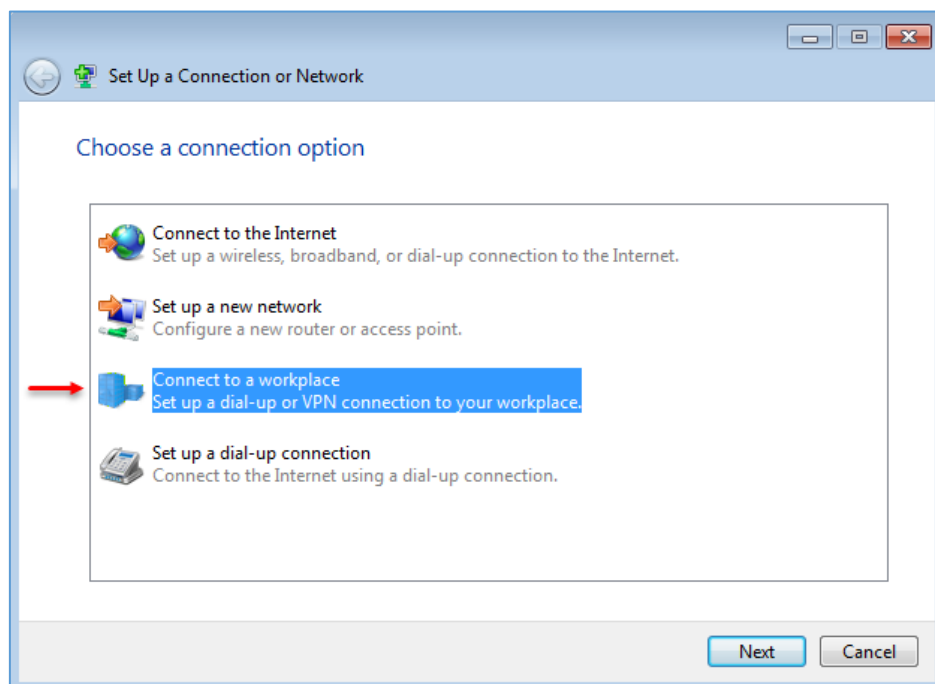 Set Up a Connection or Network
Choose a connection option
Connect to the Internet
Set up a wireless, broadband, or dial-up connection to the Internet.
Set up a new network
Configure a new router or access point.
Connect to a workplace
Set up a dial-up or VPN connection to your workplace.
Set up a dial-up connection
Connect to the Internet using a dial-up connection.
Next
Cancel